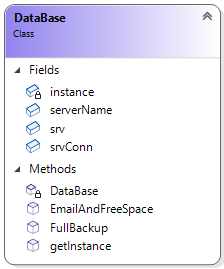 DataBase
Class
Fields
instance
serverName
srv
srvConn
Methods
DataBase
EmailAndFreeSpace
FullBackup
getInstance